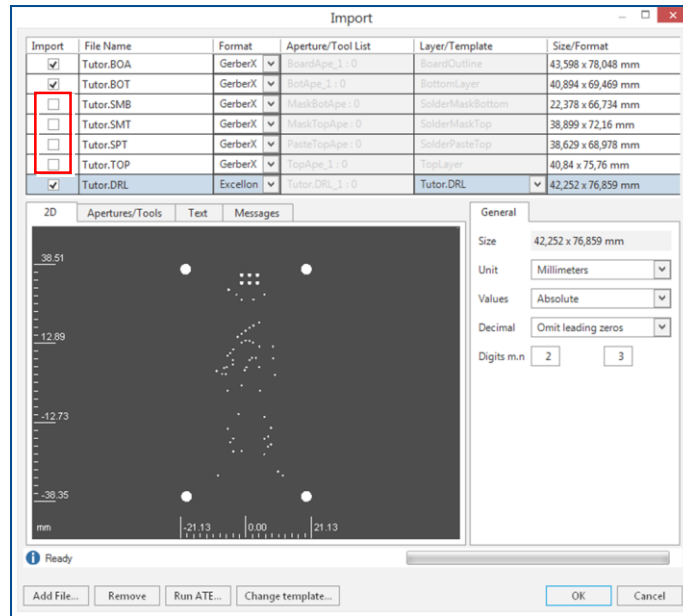 Import
Import File Name Format Aperture/Tool List Layer/Template Size/Format
Tutor.BOA GerberX BoardApe_1 : 0 BoardOutline 43,598 x 78,048 mm
Tutor.BOT GerberX BotApe_1 : 0 BottomLayer 40,894 x 69,469 mm
Tutor.SMB GerberX MaskBotApe : 0 SolderMaskBottom 22,378 x 66,734 mm
Tutor.SMT GerberX MaskTopApe : 0 SolderMaskTop 38,899 x 72,16 mm
Tutor.SPT GerberX PasteTopApe : 0 SolderPasteTop 38,629 x 68,978 mm
Tutor.TOP GerberX TopApe_1 : 0 TopLayer 40,84 x 75,76 mm
Tutor.DRL Excellon Tutor.DRL_1 : 0 Tutor.DRL 42,252 x 76,859 mm
2D Apertures/Tools Text Messages General
Size 42,252 x 76,859 mm
38.51
Unit Millimeters
Values Absolute
Decimal Omit leading zeros
12.89
Digits m.n 2 3
-12.73
-38.35
mm -21.13 0.00 21.13
Ready
Add File... Remove Run ATE... Change template... OK Cancel